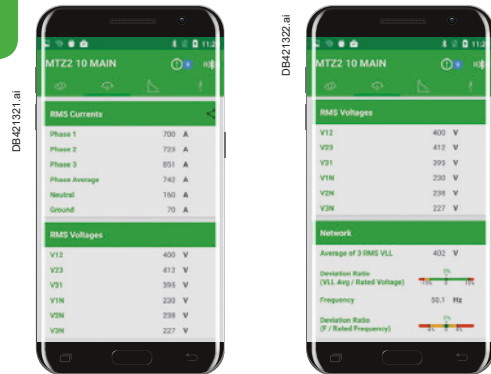 DB421321.ai
11:2
MTZ2 10 MAIN
RMS Currents
Phase 1 700 A
Phase 2 723 A
Phase 3 851 A
Phase Average 742 A
Neutral 160 A
Ground 70 A
RMS Voltages
V12 400 V
V23 412 V
V31 395 V
V1N 230 V
V2N 238 V
V3N 227 V
DB421322.ai
11:2
MTZ2 10 MAIN
RMS Voltages
V12 400 V
V23 412 V
V31 395 V
V1N 230 V
V2N 238 V
V3N 227 V
Network
Average of 3 RMS VLL 402 V
Deviation Ratio
(VLL Avg / Rated Voltage)
Frequency 50.1 Hz
Deviation Ratio
(F / Rated Frequency)